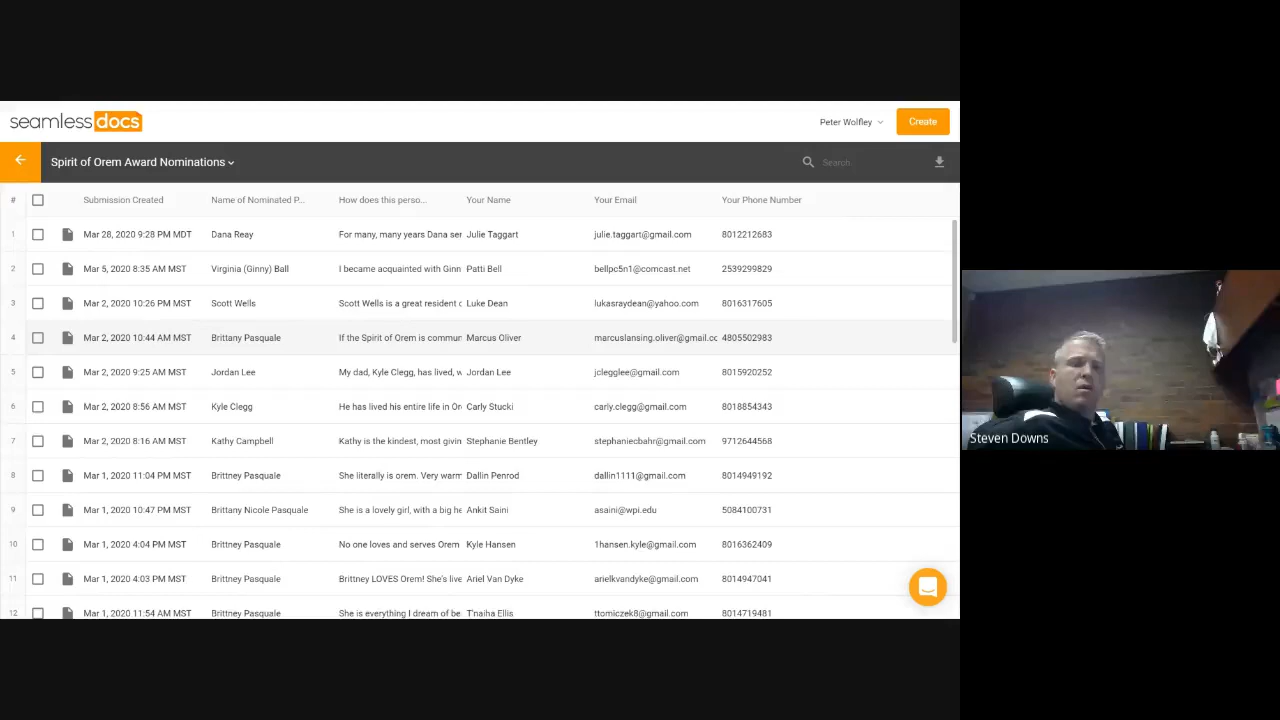 seamlessdocs Peter Wolfley Create
Spirit of Orem Award Nominations Search.
# Submission Created Name of Nominated P... How does this perso... Your Name Your Email Your Phone Number
1 Mar 28, 2020 9:28 PM MDT Dana Reay For many, many years Dana ser Julie Taggart julie.taggart@gmail.com 8012212683
2 Mar 5, 2020 8:35 AM MST Virginia (Ginny) Ball I became acquainted with Ginn Patti Bell bellpc5n1@comcast.net 2539299829
3 Mar 2, 2020 10:26 PM MST Scott Wells Scott Wells is a great resident c Luke Dean lukasraydean@yahoo.com 8016317605
4 Mar 2, 2020 10:44 AM MST Brittany Pasquale If the Spirit of Orem is commun Marcus Oliver marcuslansing.oliver@gmail.cc 4805502983
5 Mar 2, 2020 9:25 AM MST Jordan Lee My dad, Kyle Clegg, has lived, w Jordan Lee jclegglee@gmail.com 8015920252
6 Mar 2, 2020 8:56 AM MST Kyle Clegg He has lived his entire life in Or Carly Stucki carly.clegg@gmail.com 8018854343
7 Mar 2, 2020 8:16 AM MST Kathy Campbell Kathy is the kindest, most givin Stephanie Bentley stephaniecbahr@gmail.com 9712644568
8 Mar 1, 2020 11:04 PM MST Brittney Pasquale She literally is orem. Very warm Dallin Penrod dallin1111@gmail.com 8014949192
9 Mar 1, 2020 10:47 PM MST Brittany Nicole Pasquale She is a lovely girl, with a big he Ankit Saini asaini@wpi.edu 5084100731
10 Mar 1, 2020 4:04 PM MST Brittney Pasquale No one loves and serves Orem Kyle Hansen 1hansen.kyle@gmail.com 8016362409
11 Mar 1, 2020 4:03 PM MST Brittney Pasquale Brittney LOVES Orem! She's live Ariel Van Dyke arielkvandyke@gmail.com 8014947041
12 Mar 1, 2020 11:54 AM MST Brittney Pasquale She is everything I dream of be T'naiha Ellis ttomiczek8@gmail.com 8014719481
Steven Downs